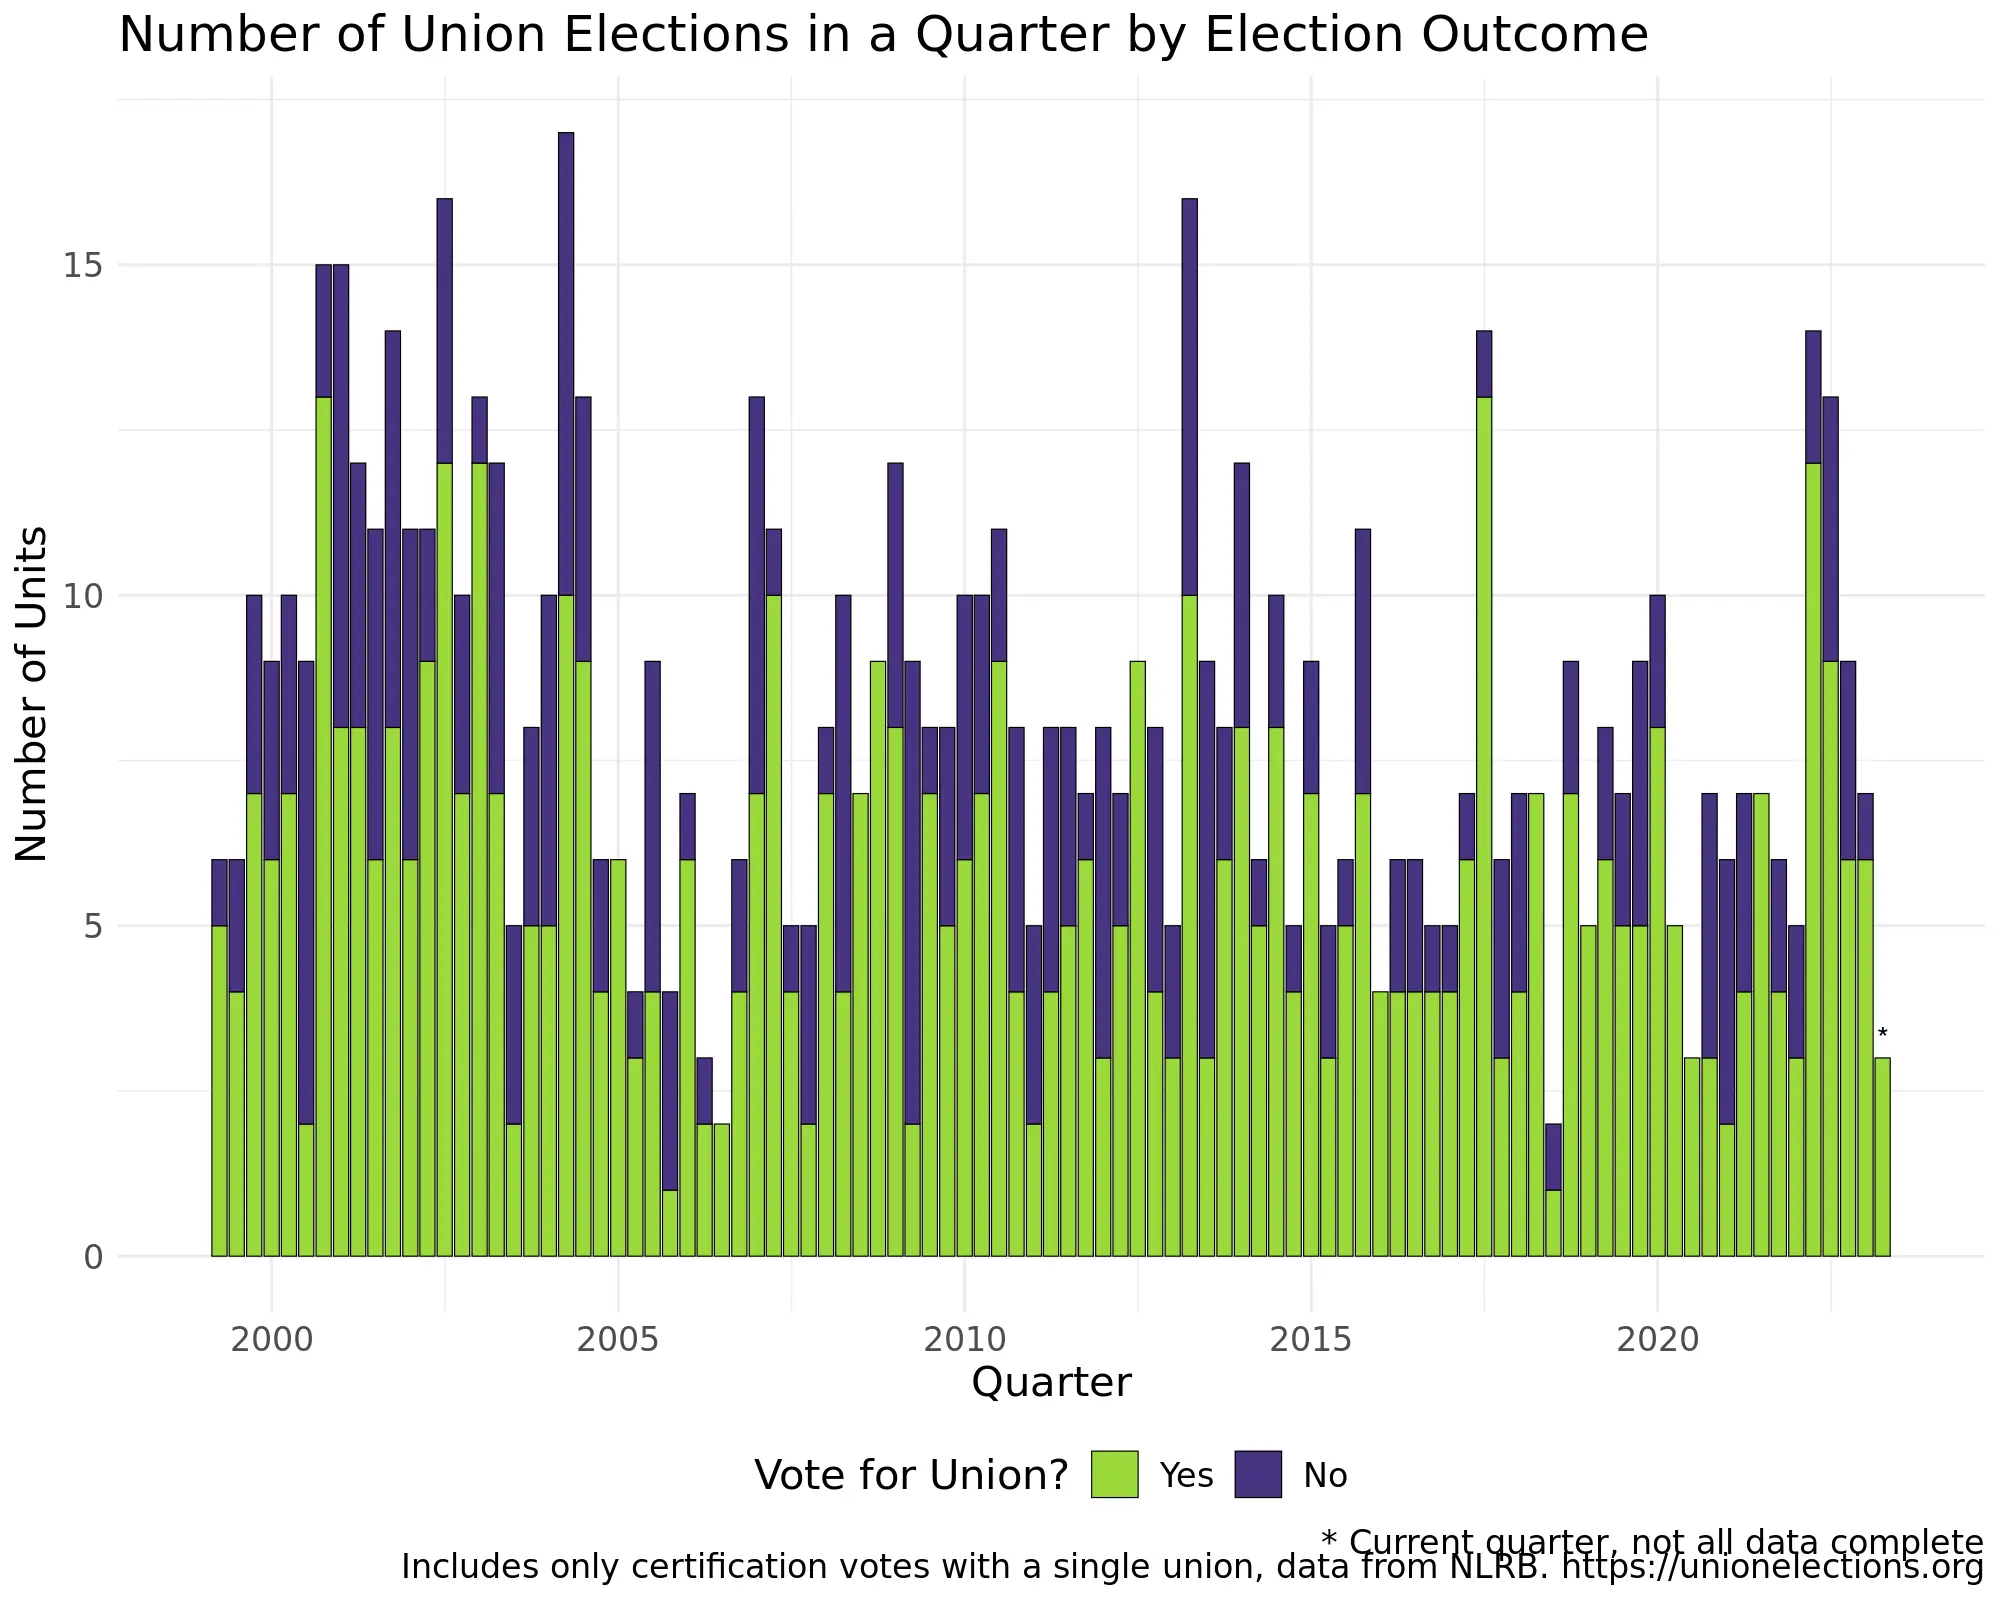 Number of Union Elections in a Quarter by Election Outcome
15
10
5
0
Number of Units
*
2000 2005 2010 2015 2020
Quarter
Vote for Union? Yes No
* Current quarter, not all data complete
Includes only certification votes with a single union, data from NLRB. https://unionelections.org